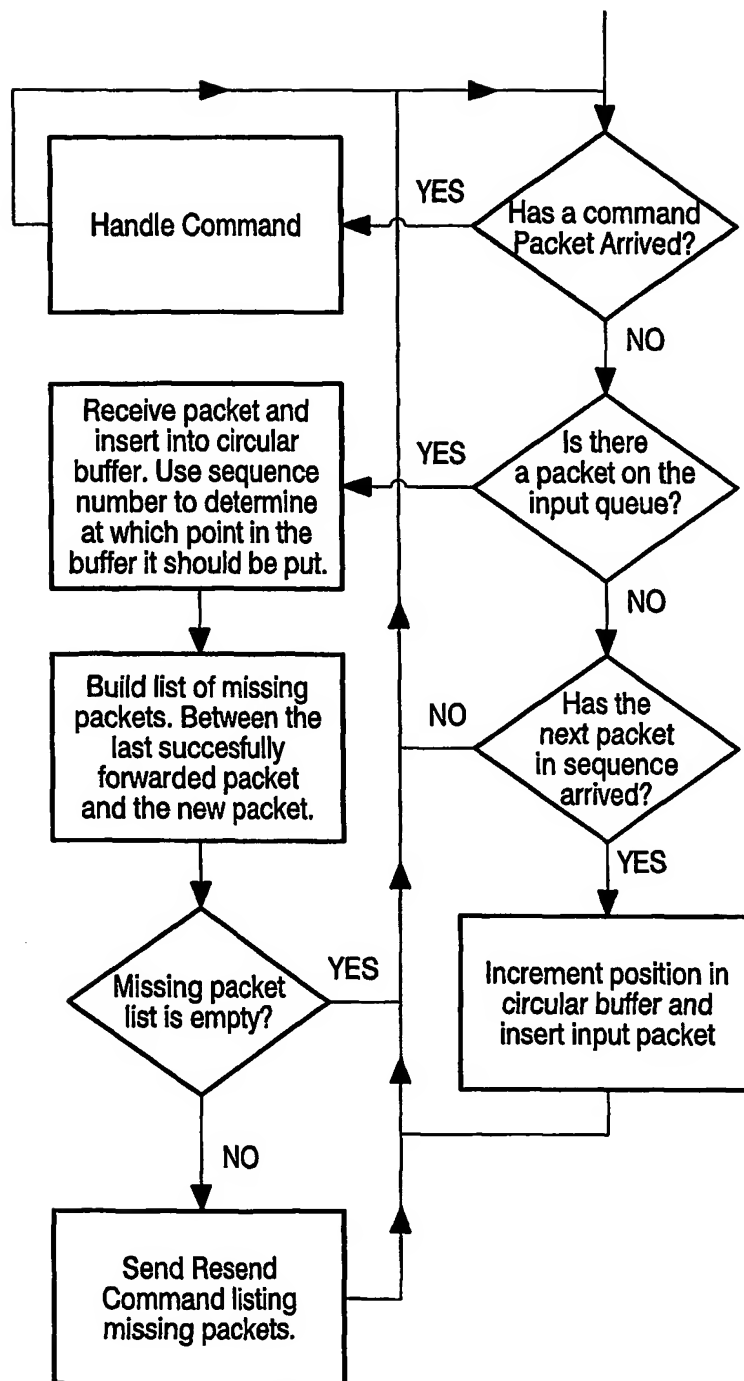 YES
Has a command
Packet Arrived?
Handle Command
NO
Receive packet and
insert into circular
buffer. Use sequence
number to determine
at which point in the
buffer it should be put.
YES
Is there
a packet on the
input queue?
NO
Build list of missing
packets. Between the
last succesfully
forwarded packet
and the new packet.
NO
Has the
next packet
in sequence
arrived?
YES
Missing packet
list is empty?
YES
Increment position in
circular buffer and
insert input packet
NO
Send Resend
Command listing
missing packets.